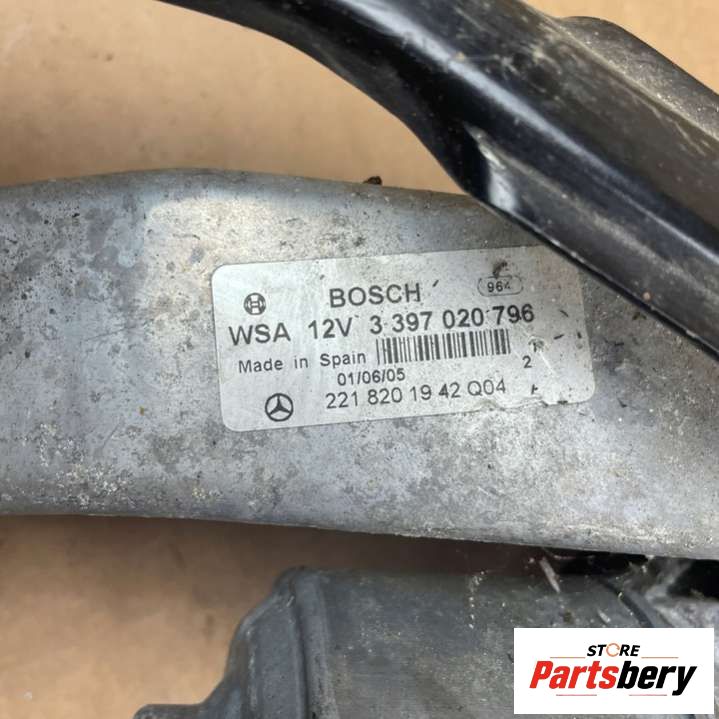 BOSCH 964
WSA 12V 3 397 020 796
Made in Spain 2
01/06/05
221 820 19 42 Q04 A
STORE
Partsbery